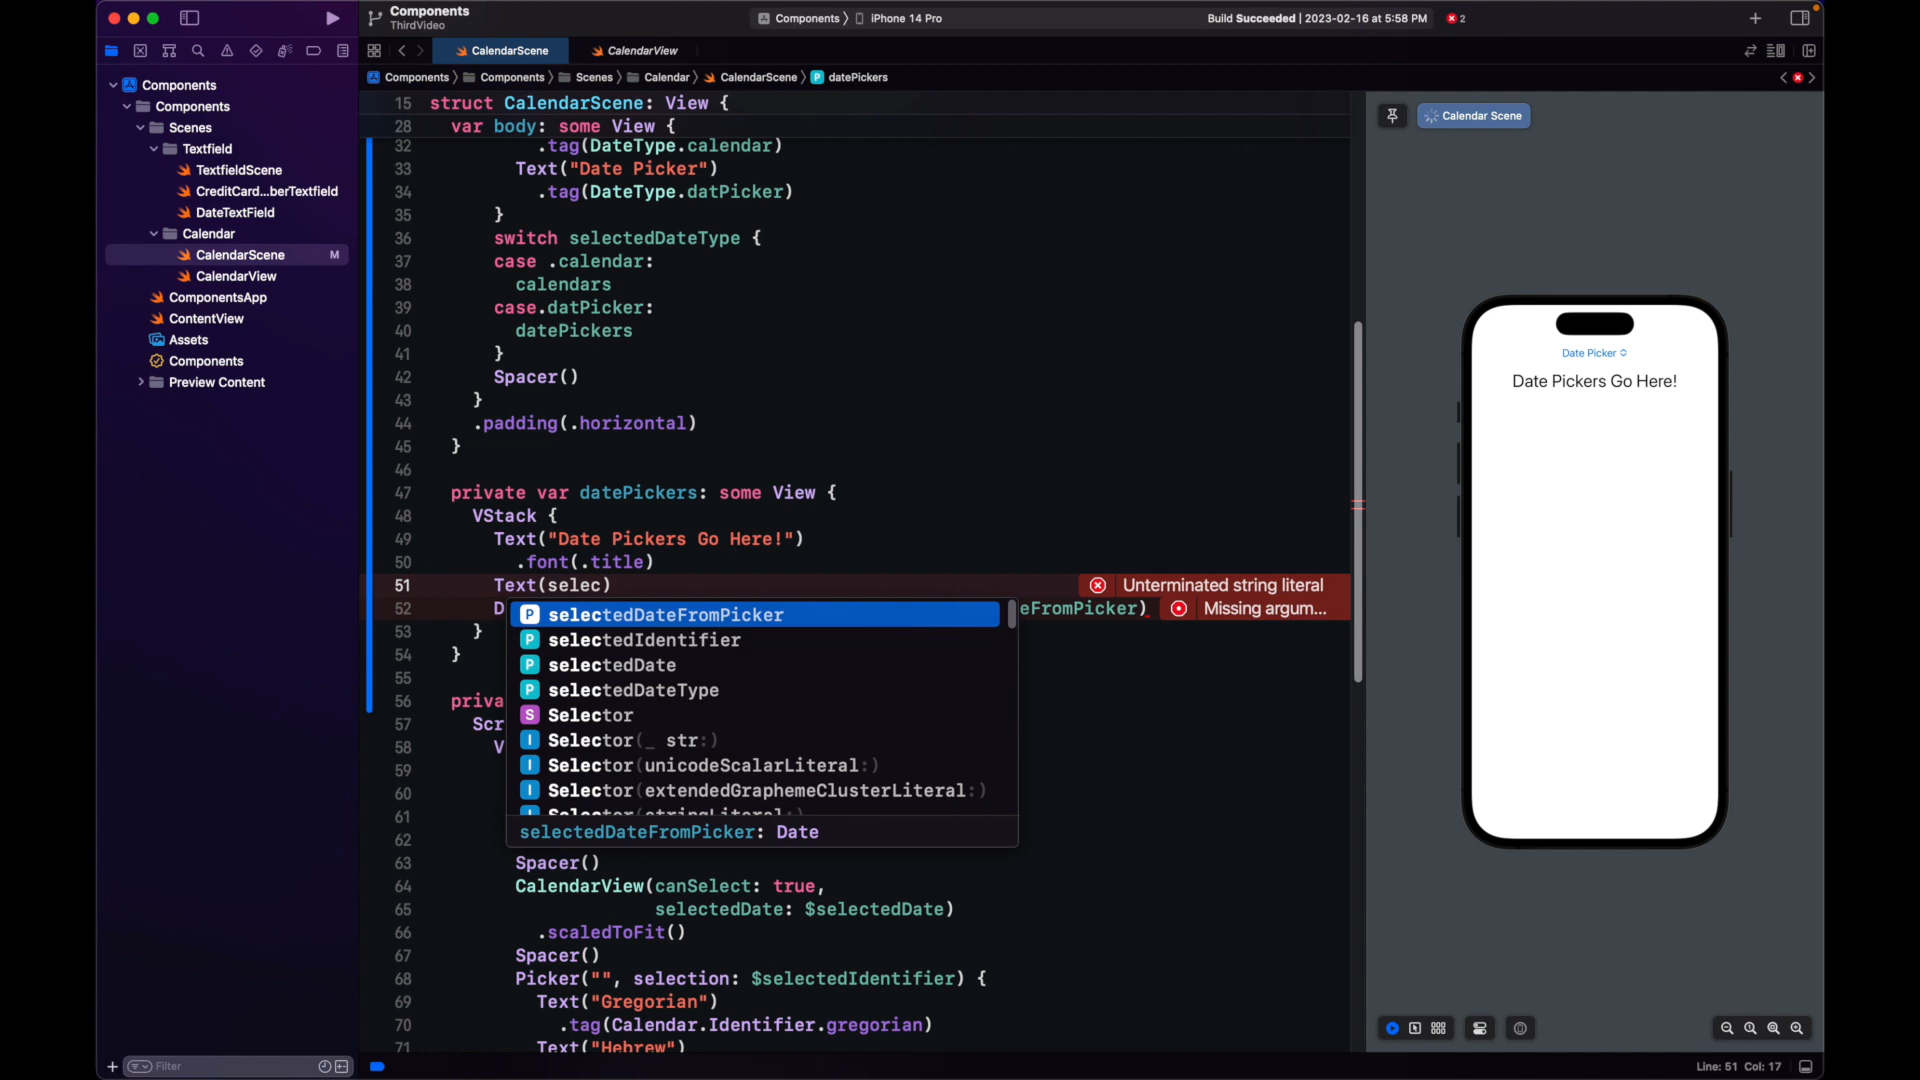 Components
ThirdVideo
Components
iPhone 14 Pro
Build Succeeded | 2023-02-16 at 5:58 PM
2
CalendarScene
CalendarView
Components
Components
Scenes
Calendar
CalendarScene
P
datePickers
Components
Components
Scenes
Textfield
TextfieldScene
CreditCard...berTextfield
DateTextField
Calendar
CalendarScene
M
CalendarView
ComponentsApp
ContentView
Assets
Components
Preview Content
Filter
15 struct CalendarScene: View {
28 var body: some View {
32 .tag(DateType.calendar)
33 Text("Date Picker")
34 .tag(DateType.datPicker)
35 }
36 switch selectedDateType {
37 case .calendar:
38 calendars
39 case.datPicker:
40 datePickers
41 }
42 Spacer()
43 }
44 .padding(.horizontal)
45 }
46
47 private var datePickers: some View {
48 VStack {
49 Text("Date Pickers Go Here!")
50 .font(.title)
51 Text(selec)
Unterminated string literal
52 D
eFromPicker)
Missing argum...
53 }
54 }
55
56 priva
57 Scr
58 V
59
60
61
62
63 Spacer()
64 CalendarView(canSelect: true,
65 selectedDate: $selectedDate)
66 .scaledToFit()
67 Spacer()
68 Picker("", selection: $selectedIdentifier) {
69 Text("Gregorian")
70 .tag(Calendar.Identifier.gregorian)
71 Text("Hebrew")
P selectedDateFromPicker
P selectedIdentifier
P selectedDate
P selectedDateType
S Selector
I Selector(_ str:)
I Selector(unicodeScalarLiteral:)
I Selector(extendedGraphemeClusterLiteral:)
I Selector(stringLiteral:)
selectedDateFromPicker: Date
Calendar Scene
Date Picker
Date Pickers Go Here!
Line: 51 Col: 17